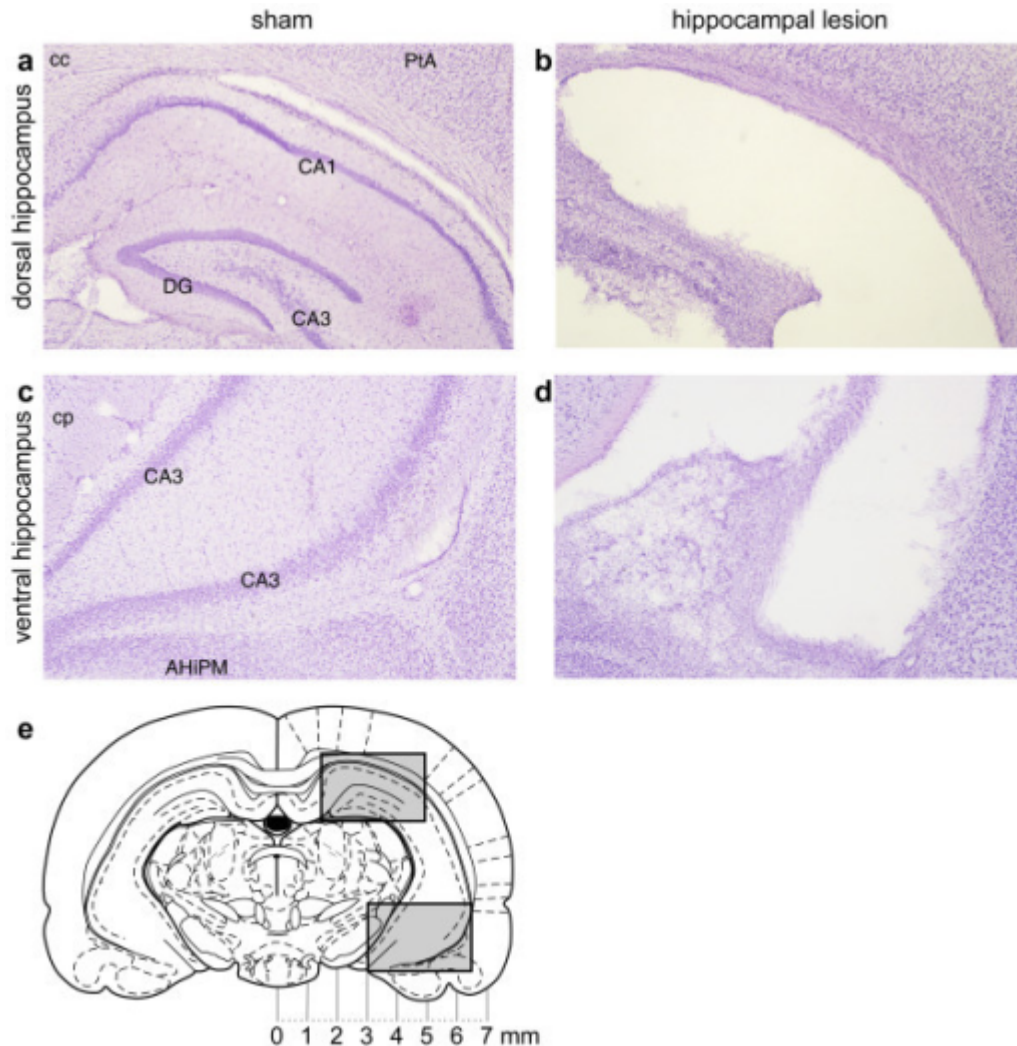 sham
hippocampal lesion
dorsal hippocampus
a
cc
PtA
CA1
DG
CA3
b
ventral hippocampus
c
cp
CA3
CA3
AHiPM
d
e
0 1 2 3 4 5 6 7 mm